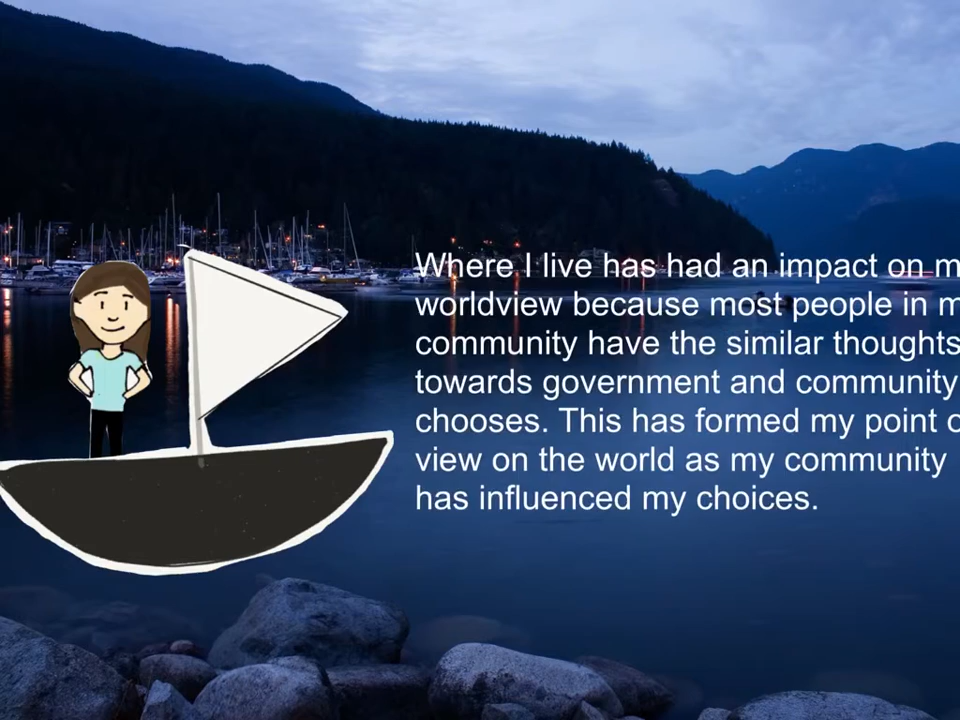 Where I live has had an impact on m
worldview because most people in m
community have the similar thoughts
towards government and community
chooses. This has formed my point o
view on the world as my community
has influenced my choices.